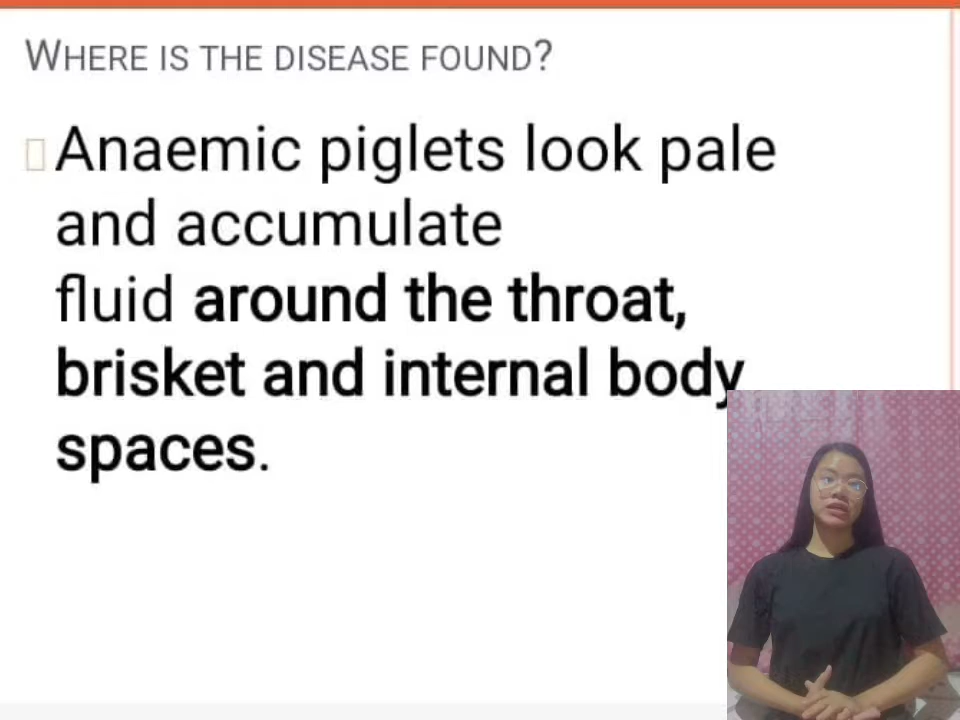 WHERE IS THE DISEASE FOUND?
Anaemic piglets look pale
and accumulate
fluid around the throat,
brisket and internal body
spaces.